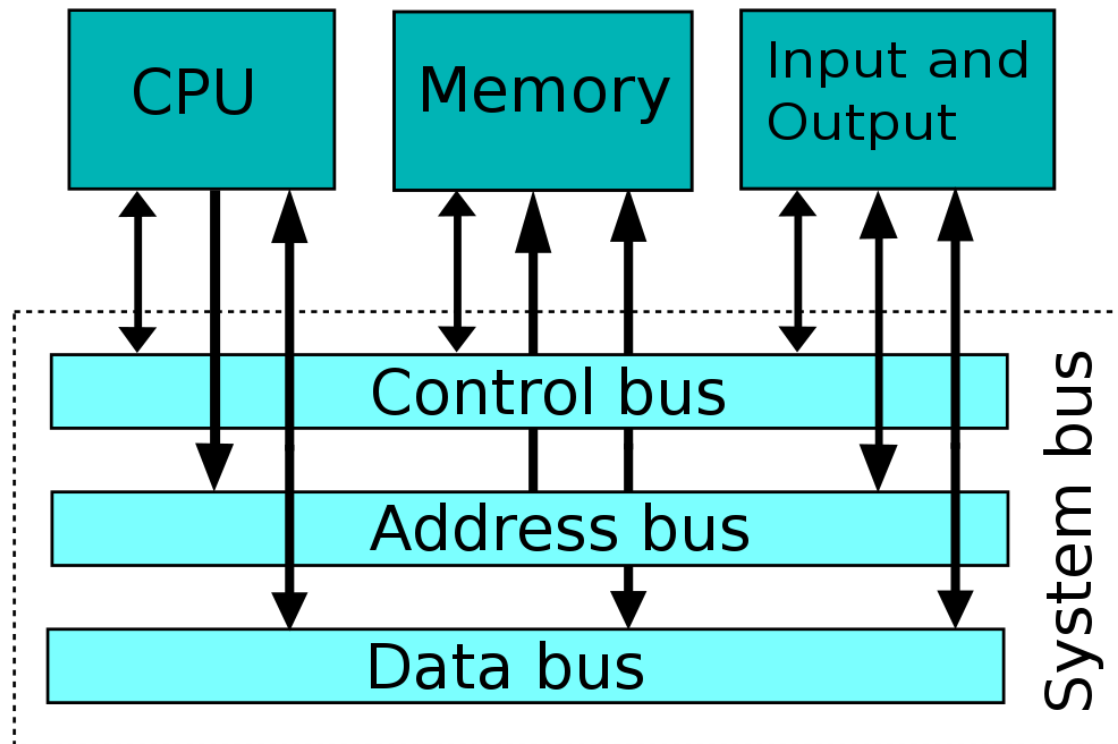 CPU
Memory
Input and
Output
Control bus
Address bus
Data bus
System bus